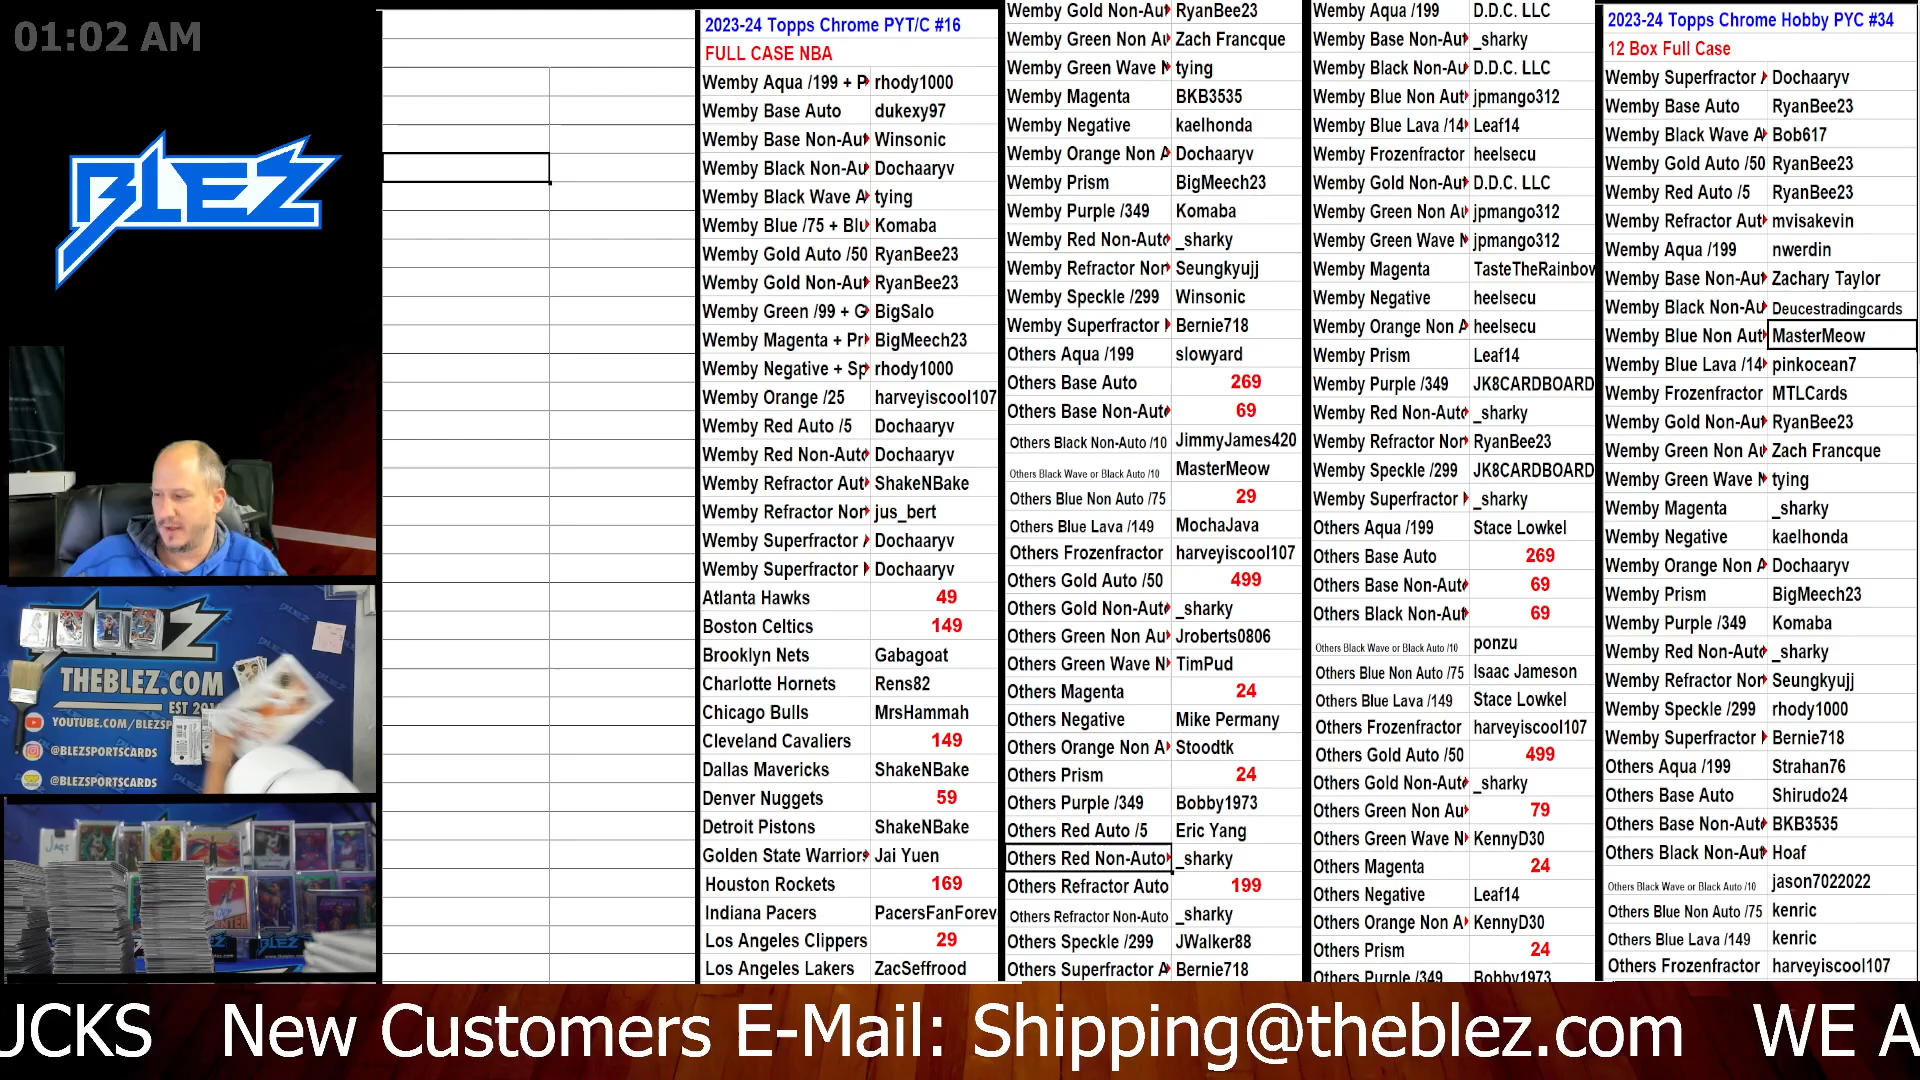 01:02 AM
BLEZ
THEBLEZ.COM
EST
YOUTUBE.COM/BLEZSP
@BLEZSPORTSCARDS
@BLEZSPORTSCARDS
2023-24 Topps Chrome PYT/C #16
FULL CASE NBA
Wemby Aqua /199 + P rhody1000
Wemby Base Auto dukexy97
Wemby Base Non-Aut Winsonic
Wemby Black Non-Au Dochaaryv
Wemby Black Wave A tying
Wemby Blue /75 + Blu Komaba
Wemby Gold Auto /50 RyanBee23
Wemby Gold Non-Aut RyanBee23
Wemby Green /99 + G BigSalo
Wemby Magenta + Pr BigMeech23
Wemby Negative + Sp rhody1000
Wemby Orange /25 harveyiscool107
Wemby Red Auto /5 Dochaaryv
Wemby Red Non-Auto Dochaaryv
Wemby Refractor Aut ShakeNBake
Wemby Refractor Nor jus_bert
Wemby Superfractor A Dochaaryv
Wemby Superfractor N Dochaaryv
Atlanta Hawks 49
Boston Celtics 149
Brooklyn Nets Gabagoat
Charlotte Hornets Rens82
Chicago Bulls MrsHammah
Cleveland Cavaliers 149
Dallas Mavericks ShakeNBake
Denver Nuggets 59
Detroit Pistons ShakeNBake
Golden State Warriors Jai Yuen
Houston Rockets 169
Indiana Pacers PacersFanForev
Los Angeles Clippers 29
Los Angeles Lakers ZacSeffrood
Wemby Gold Non-Aut RyanBee23
Wemby Green Non Au Zach Francque
Wemby Green Wave N tying
Wemby Magenta BKB3535
Wemby Negative kaelhonda
Wemby Orange Non A Dochaaryv
Wemby Prism BigMeech23
Wemby Purple /349 Komaba
Wemby Red Non-Auto _sharky
Wemby Refractor Nor Seungkyujj
Wemby Speckle /299 Winsonic
Wemby Superfractor N Bernie718
Others Aqua /199 slowyard
Others Base Auto 269
Others Base Non-Auto 69
Others Black Non-Auto /10 JimmyJames420
Others Black Wave or Black Auto /10 MasterMeow
Others Blue Non Auto /75 29
Others Blue Lava /149 MochaJava
Others Frozenfractor harveyiscool107
Others Gold Auto /50 499
Others Gold Non-Auto _sharky
Others Green Non Au Jroberts0806
Others Green Wave N TimPud
Others Magenta 24
Others Negative Mike Permany
Others Orange Non A Stoodtk
Others Prism 24
Others Purple /349 Bobby1973
Others Red Auto /5 Eric Yang
Others Red Non-Auto _sharky
Others Refractor Auto 199
Others Refractor Non-Auto _sharky
Others Speckle /299 JWalker88
Others Superfractor A Bernie718
Wemby Aqua /199 D.D.C. LLC
Wemby Base Non-Aut _sharky
Wemby Black Non-Au D.D.C. LLC
Wemby Blue Non Aut jpmango312
Wemby Blue Lava /14 Leaf14
Wemby Frozenfractor heelsecu
Wemby Gold Non-Aut D.D.C. LLC
Wemby Green Non Au jpmango312
Wemby Green Wave N jpmango312
Wemby Magenta TasteTheRainbow
Wemby Negative heelsecu
Wemby Orange Non A heelsecu
Wemby Prism Leaf14
Wemby Purple /349 JK8CARDBOARD
Wemby Red Non-Auto _sharky
Wemby Refractor Nor RyanBee23
Wemby Speckle /299 JK8CARDBOARD
Wemby Superfractor N _sharky
Others Aqua /199 Stace Lowkel
Others Base Auto 269
Others Base Non-Auto 69
Others Black Non-Aut 69
Others Black Wave or Black Auto /10 ponzu
Others Blue Non Auto /75 Isaac Jameson
Others Blue Lava /149 Stace Lowkel
Others Frozenfractor harveyiscool107
Others Gold Auto /50 499
Others Gold Non-Auto _sharky
Others Green Non Au 79
Others Green Wave N KennyD30
Others Magenta 24
Others Negative Leaf14
Others Orange Non A KennyD30
Others Prism 24
Others Purple /349 Bobby1973
2023-24 Topps Chrome Hobby PYC #34
12 Box Full Case
Wemby Superfractor A Dochaaryv
Wemby Base Auto RyanBee23
Wemby Black Wave A Bob617
Wemby Gold Auto /50 RyanBee23
Wemby Red Auto /5 RyanBee23
Wemby Refractor Aut mvisakevin
Wemby Aqua /199 nwerdin
Wemby Base Non-Aut Zachary Taylor
Wemby Black Non-Au Deucestradingcards
Wemby Blue Non Aut MasterMeow
Wemby Blue Lava /14 pinkocean7
Wemby Frozenfractor MTLCards
Wemby Gold Non-Aut RyanBee23
Wemby Green Non Au Zach Francque
Wemby Green Wave N tying
Wemby Magenta _sharky
Wemby Negative kaelhonda
Wemby Orange Non A Dochaaryv
Wemby Prism BigMeech23
Wemby Purple /349 Komaba
Wemby Red Non-Auto _sharky
Wemby Refractor Nor Seungkyujj
Wemby Speckle /299 rhody1000
Wemby Superfractor N Bernie718
Others Aqua /199 Strahan76
Others Base Auto Shirudo24
Others Base Non-Auto BKB3535
Others Black Non-Aut Hoaf
Others Black Wave or Black Auto /10 jason7022022
Others Blue Non Auto /75 kenric
Others Blue Lava /149 kenric
Others Frozenfractor harveyiscool107
UCKS New Customers E-Mail: Shipping@theblez.com WE A